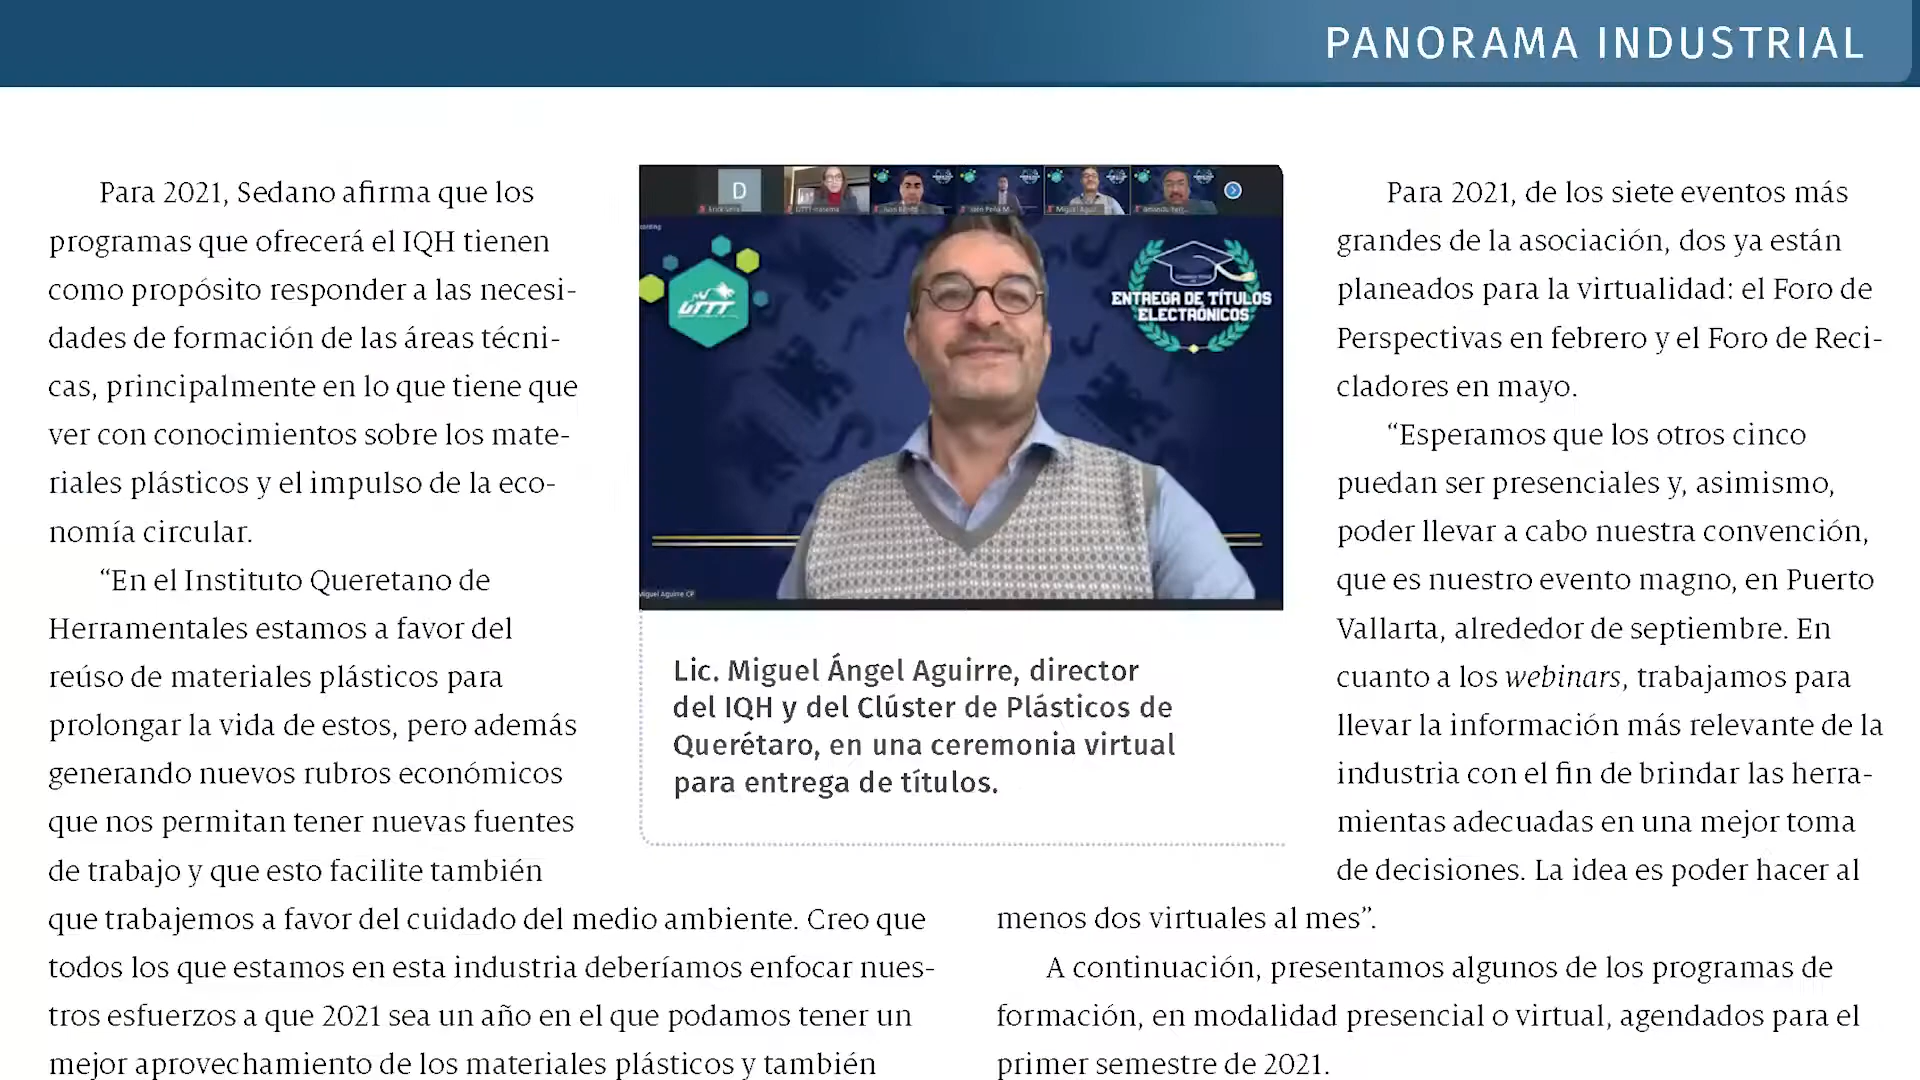 PANORAMA INDUSTRIAL
Para 2021, Sedano afirma que los
programas que ofrecerá el IQH tienen
como propósito responder a las necesi-
dades de formación de las áreas técni-
cas, principalmente en lo que tiene que
ver con conocimientos sobre los mate-
riales plásticos y el impulso de la eco-
nomía circular.
“En el Instituto Queretano de
Herramentales estamos a favor del
reúso de materiales plásticos para
prolongar la vida de estos, pero además
generando nuevos rubros económicos
que nos permitan tener nuevas fuentes
de trabajo y que esto facilite también
que trabajemos a favor del cuidado del medio ambiente. Creo que
todos los que estamos en esta industria deberíamos enfocar nues-
tros esfuerzos a que 2021 sea un año en el que podamos tener un
mejor aprovechamiento de los materiales plásticos y también
D
UTTT
ENTREGA DE TÍTULOS
ELECTRÓNICOS
Miguel Aguirre CP
Lic. Miguel Ángel Aguirre, director
del IQH y del Clúster de Plásticos de
Querétaro, en una ceremonia virtual
para entrega de títulos.
Para 2021, de los siete eventos más
grandes de la asociación, dos ya están
planeados para la virtualidad: el Foro de
Perspectivas en febrero y el Foro de Reci-
cladores en mayo.
“Esperamos que los otros cinco
puedan ser presenciales y, asimismo,
poder llevar a cabo nuestra convención,
que es nuestro evento magno, en Puerto
Vallarta, alrededor de septiembre. En
cuanto a los webinars, trabajamos para
llevar la información más relevante de la
industria con el fin de brindar las herra-
mientas adecuadas en una mejor toma
de decisiones. La idea es poder hacer al
menos dos virtuales al mes”.
A continuación, presentamos algunos de los programas de
formación, en modalidad presencial o virtual, agendados para el
primer semestre de 2021.